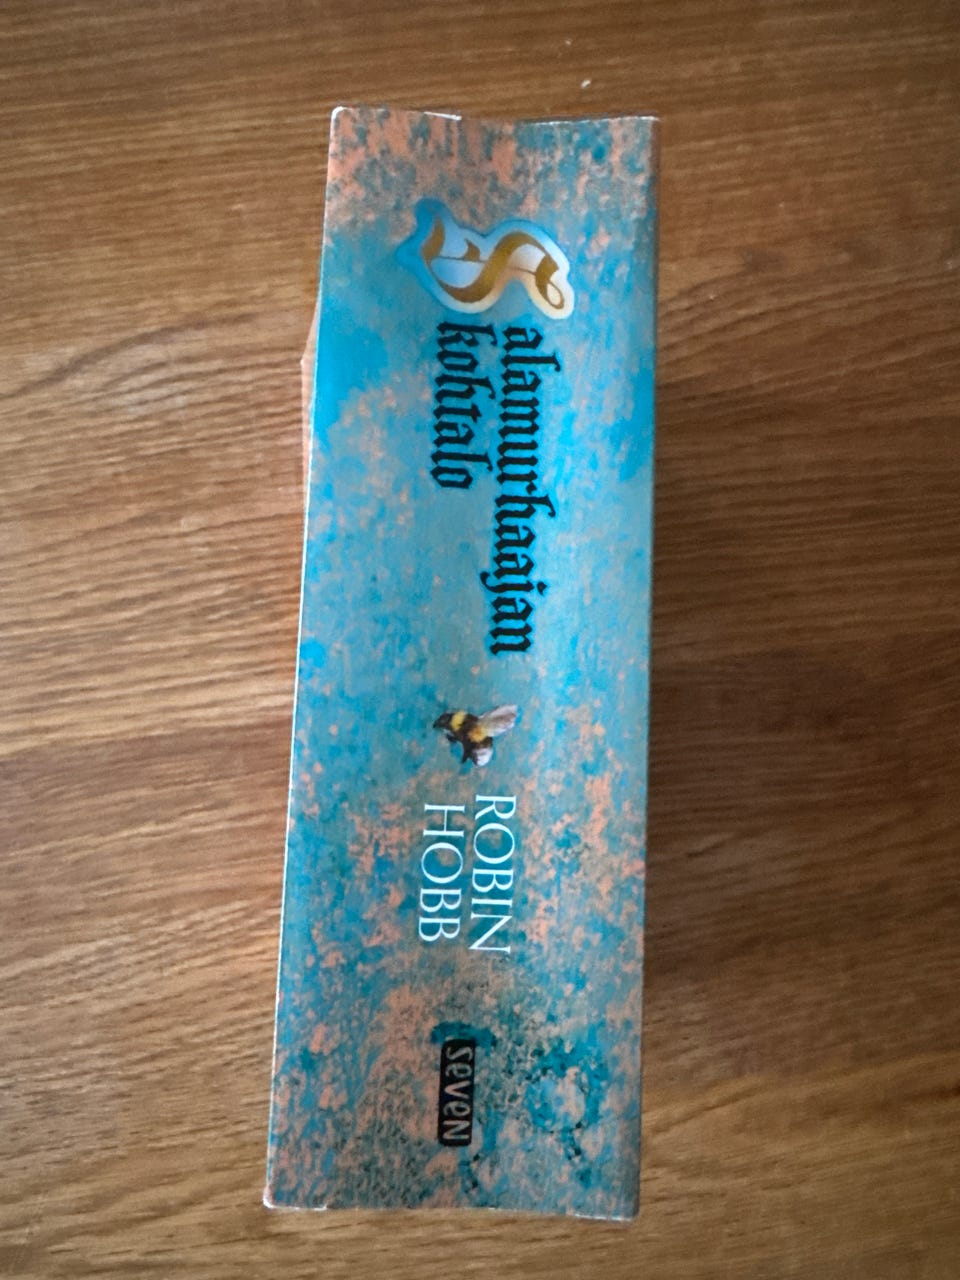 Salamurhaajan
kohtalo
ROBIN
HOBB
SEVEN